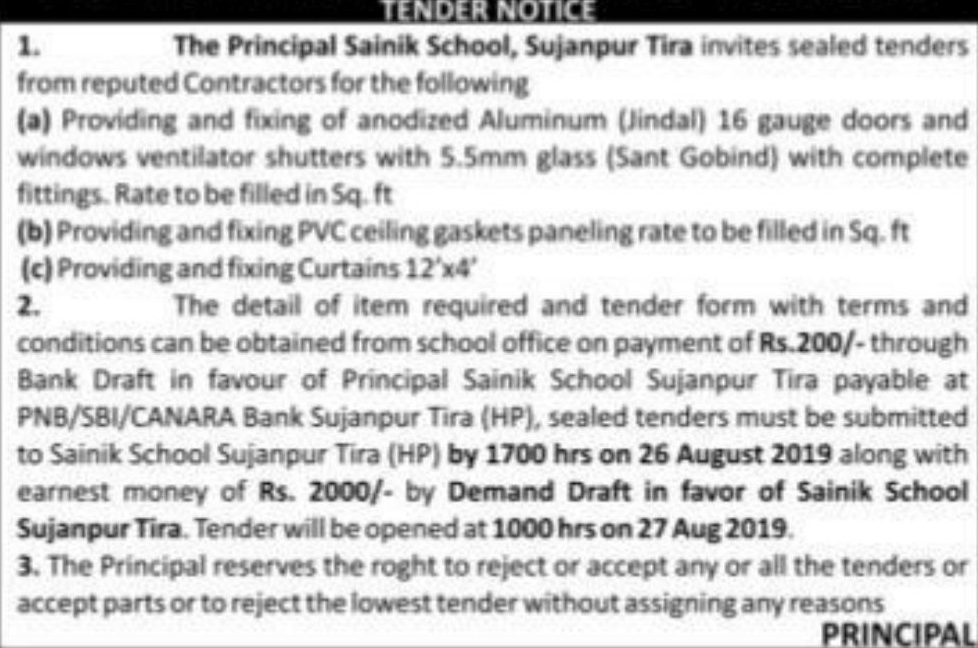 TENDER NOTICE
1. The Principal Sainik School, Sujanpur Tira invites sealed tenders
from reputed Contractors for the following
(a) Providing and fixing of anodized Aluminum (Jindal) 16 gauge doors and
windows ventilator shutters with 5.5mm glass (Sant Gobind) with complete
fittings. Rate to be filled in Sq. ft
(b) Providing and fixing PVC ceiling gaskets paneling rate to be filled in Sq. ft
(c) Providing and fixing Curtains 12'x4'
2. The detail of item required and tender form with terms and
conditions can be obtained from school office on payment of Rs.200/- through
Bank Draft in favour of Principal Sainik School Sujanpur Tira payable at
PNB/SBI/CANARA Bank Sujanpur Tira (HP), sealed tenders must be submitted
to Sainik School Sujanpur Tira (HP) by 1700 hrs on 26 August 2019 along with
earnest money of Rs. 2000/- by Demand Draft in favor of Sainik School
Sujanpur Tira. Tender will be opened at 1000 hrs on 27 Aug 2019.
3. The Principal reserves the roght to reject or accept any or all the tenders or
accept parts or to reject the lowest tender without assigning any reasons
PRINCIPAL